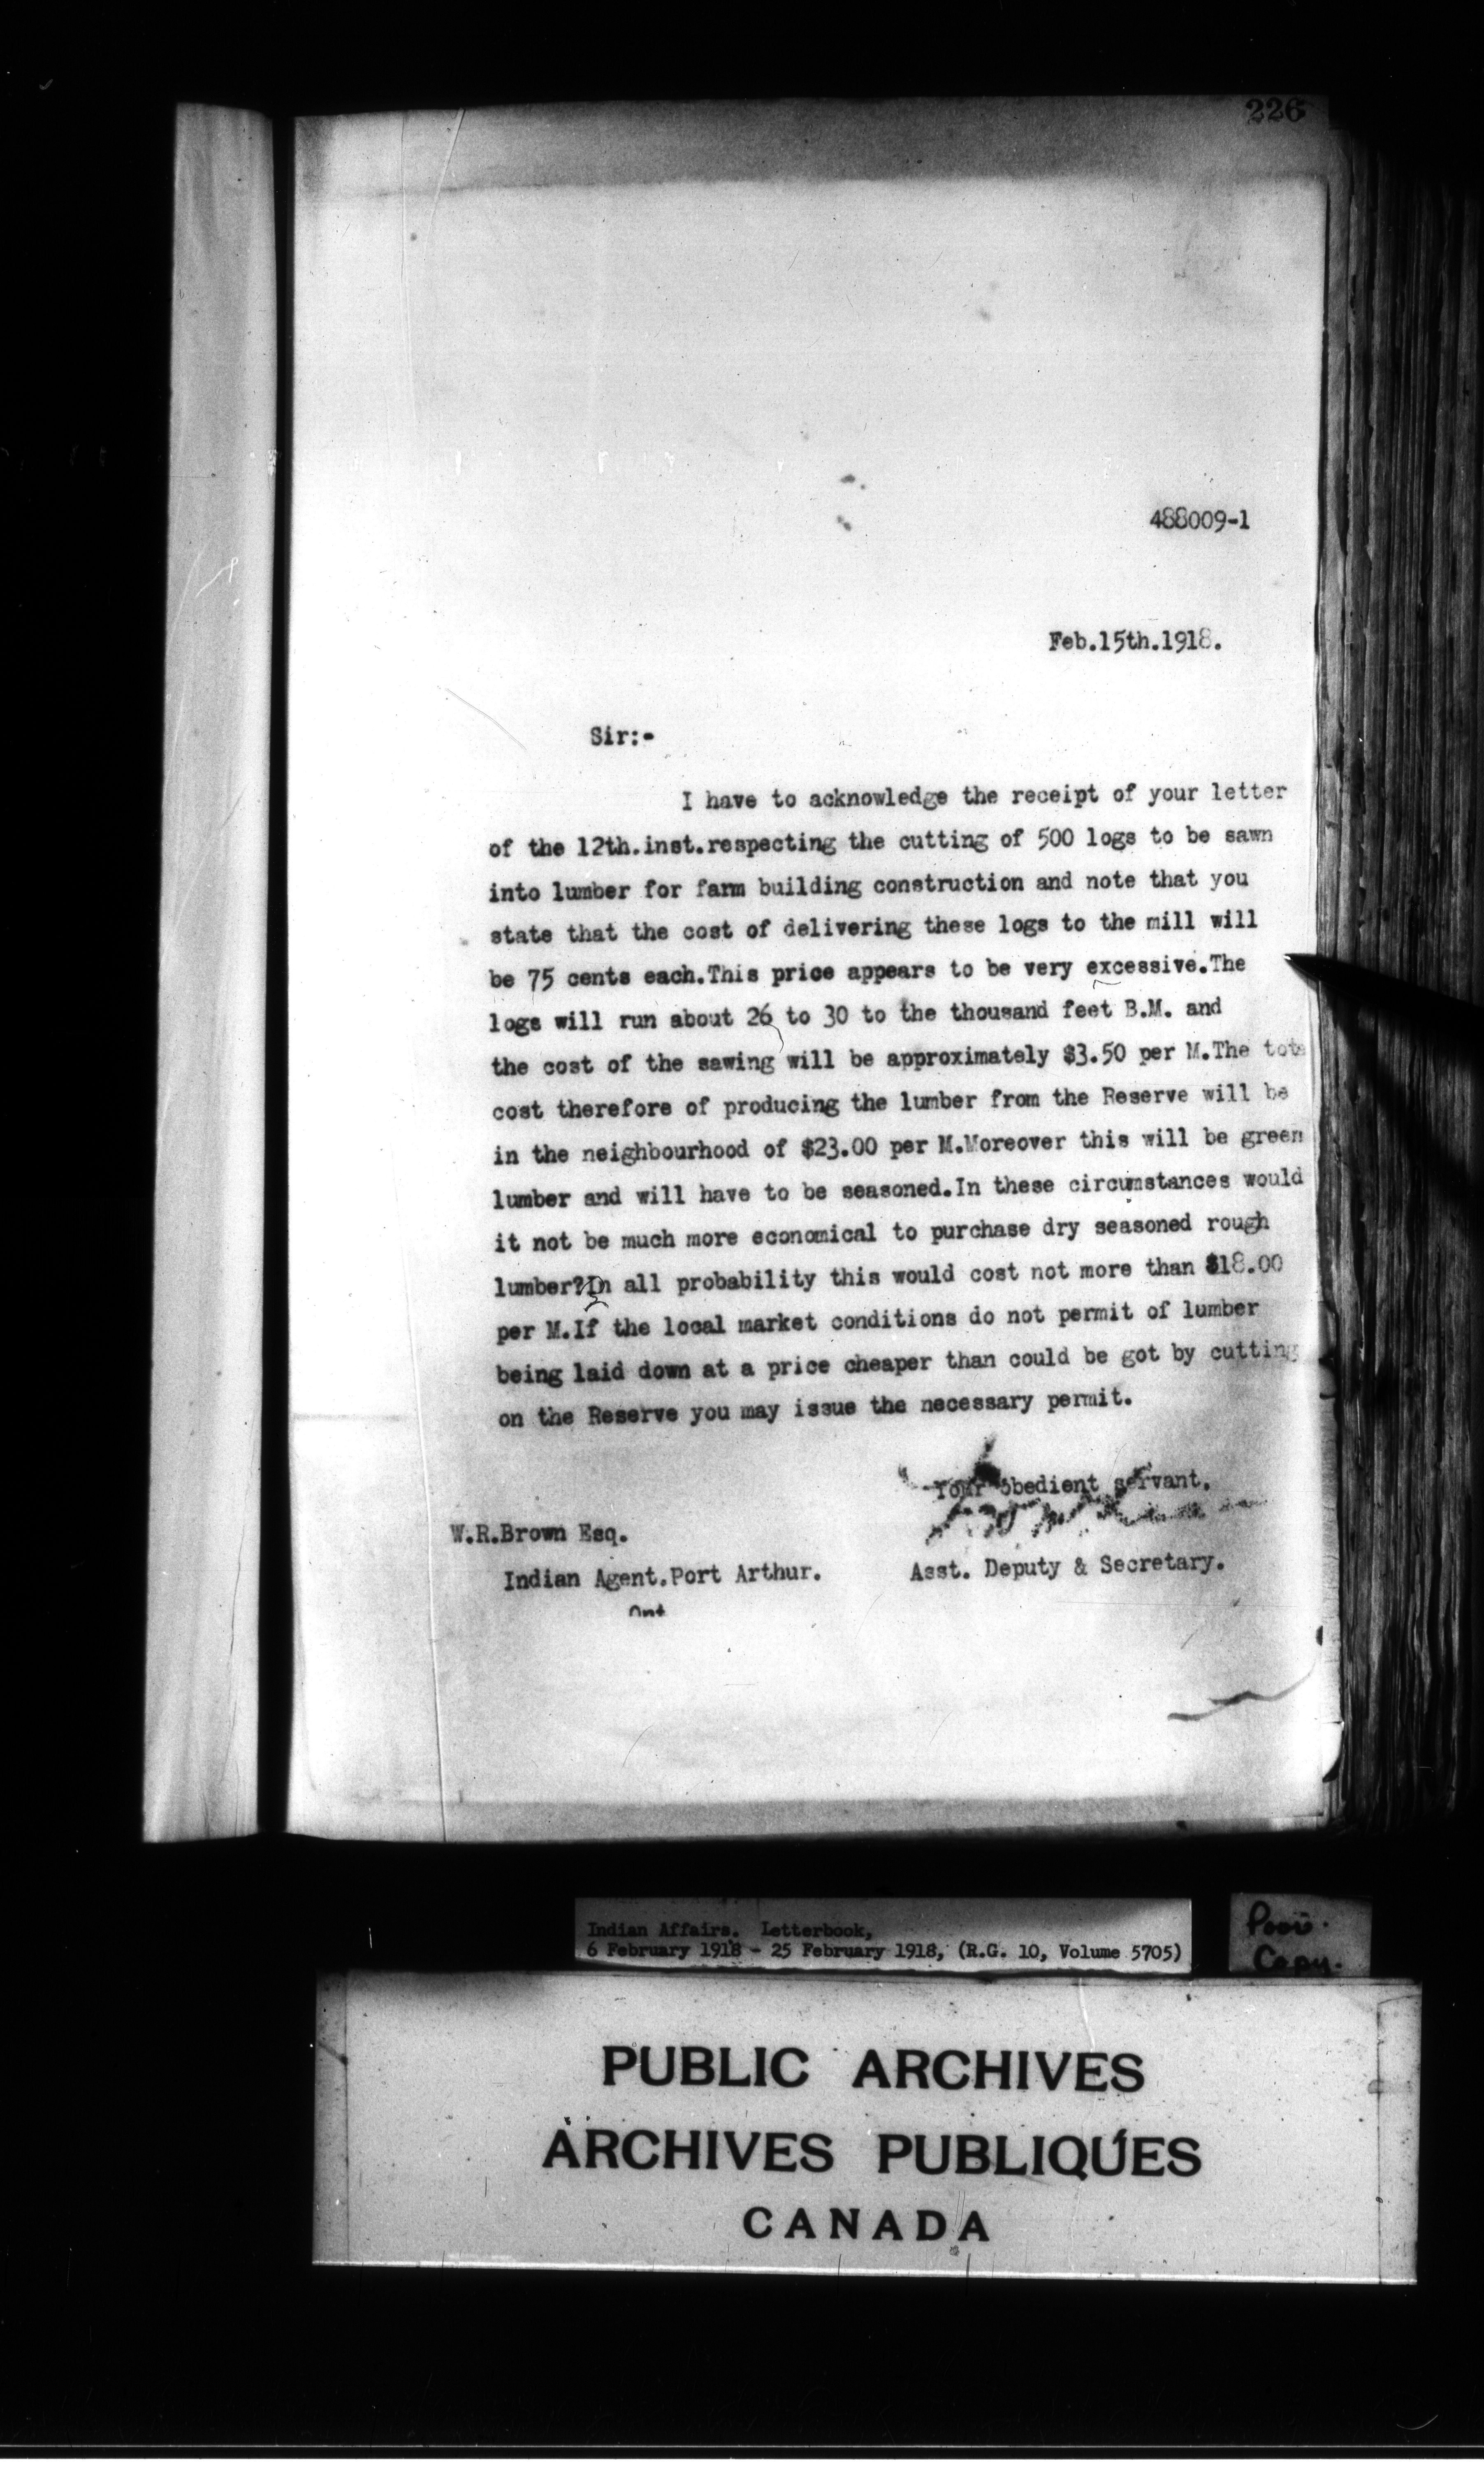 226
488009-1
Feb.15th.1918.
Sir:-
I have to acknowledge the receipt of your letter
of the 12th.inst.respecting the cutting of 500 logs to be sawn
into lumber for farm building construction and note that you
state that the cost of delivering these logs to the mill will
be 75 cents each.This price appears to be very excessive.The
logs will run about 26 to 30 to the thousand feet B.M. and
the cost of the sawing will be approximately $3.50 per M.The tota
cost therefore of producing the lumber from the Reserve will be
in the neighbourhood of $23.00 per M.Moreover this will be green
lumber and will have to be seasoned.In these circumstances would
it not be much more economical to purchase dry seasoned rough
lumber?In all probability this would cost not more than $18.00
per M.If the local market conditions do not permit of lumber
being laid down at a price cheaper than could be got by cutting
on the Reserve you may issue the necessary permit.
Your obedient servant,
W.R.Brown Esq.
Asst. Deputy & Secretary.
Indian Agent.Port Arthur.
Ont
Indian Affairs. Letterbook,
6 February 1918 - 25 February 1918, (R.G. 10, Volume 5705)
Poor
Copy.
PUBLIC ARCHIVES
ARCHIVES PUBLIQUES
CANADA